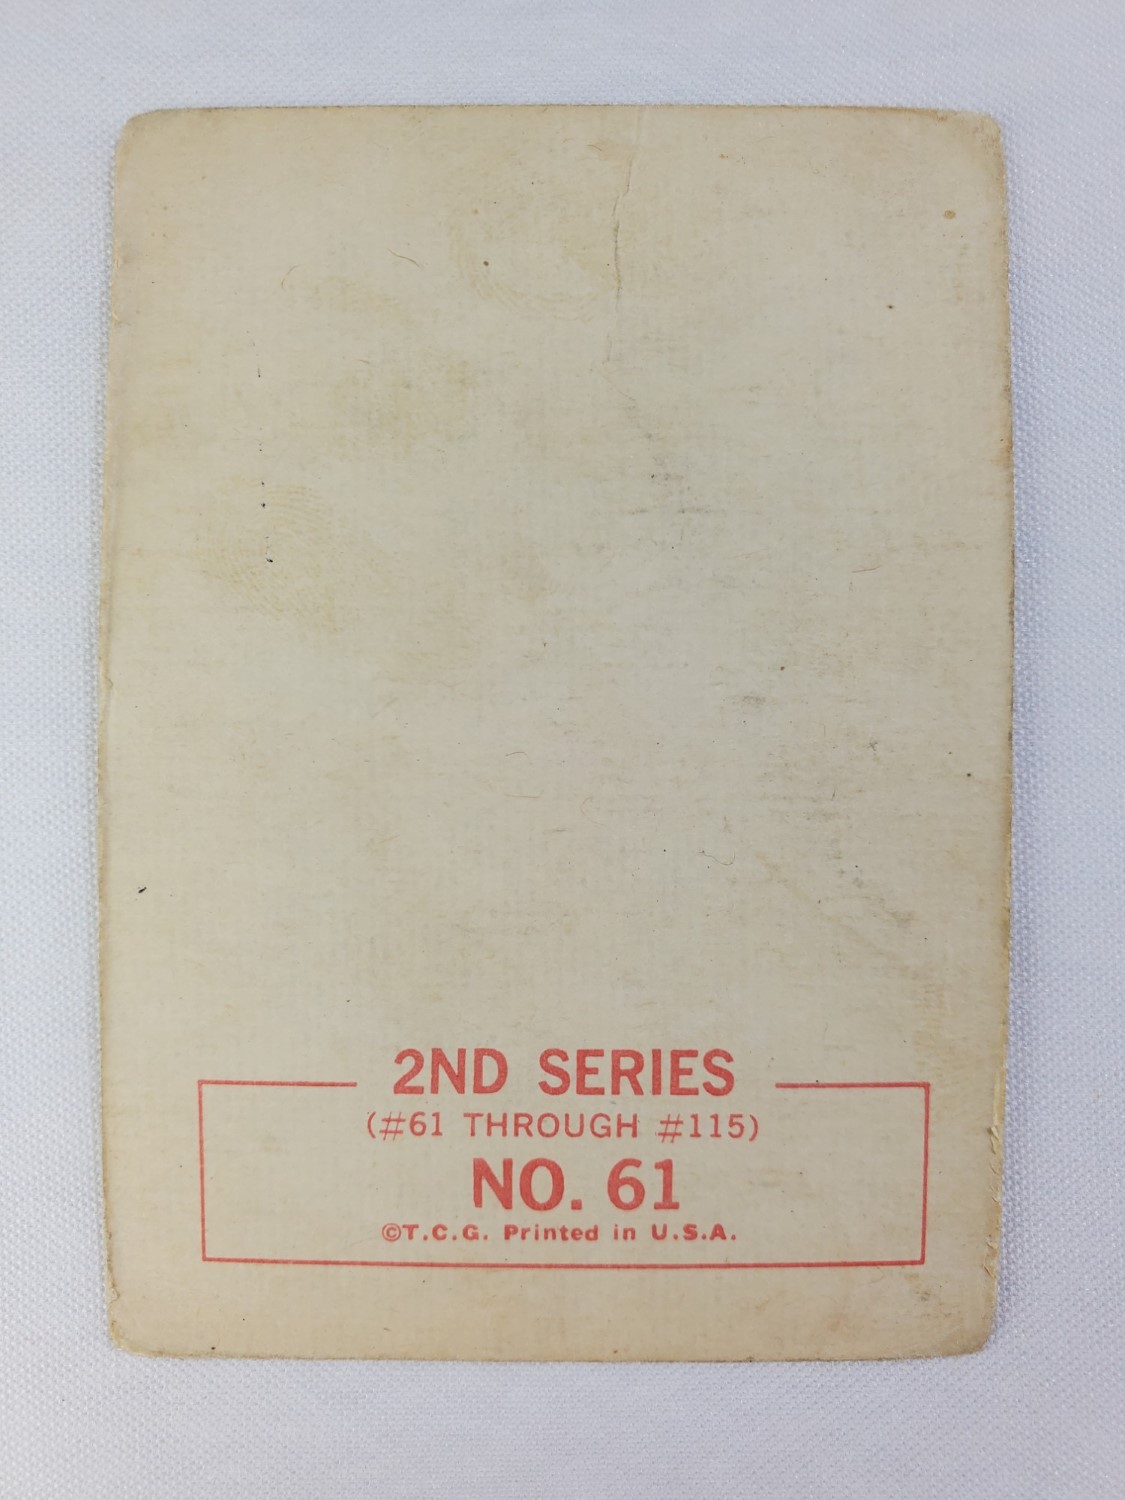 2ND SERIES
(#61 THROUGH #115)
NO. 61
©T.C.G. Printed in U.S.A.